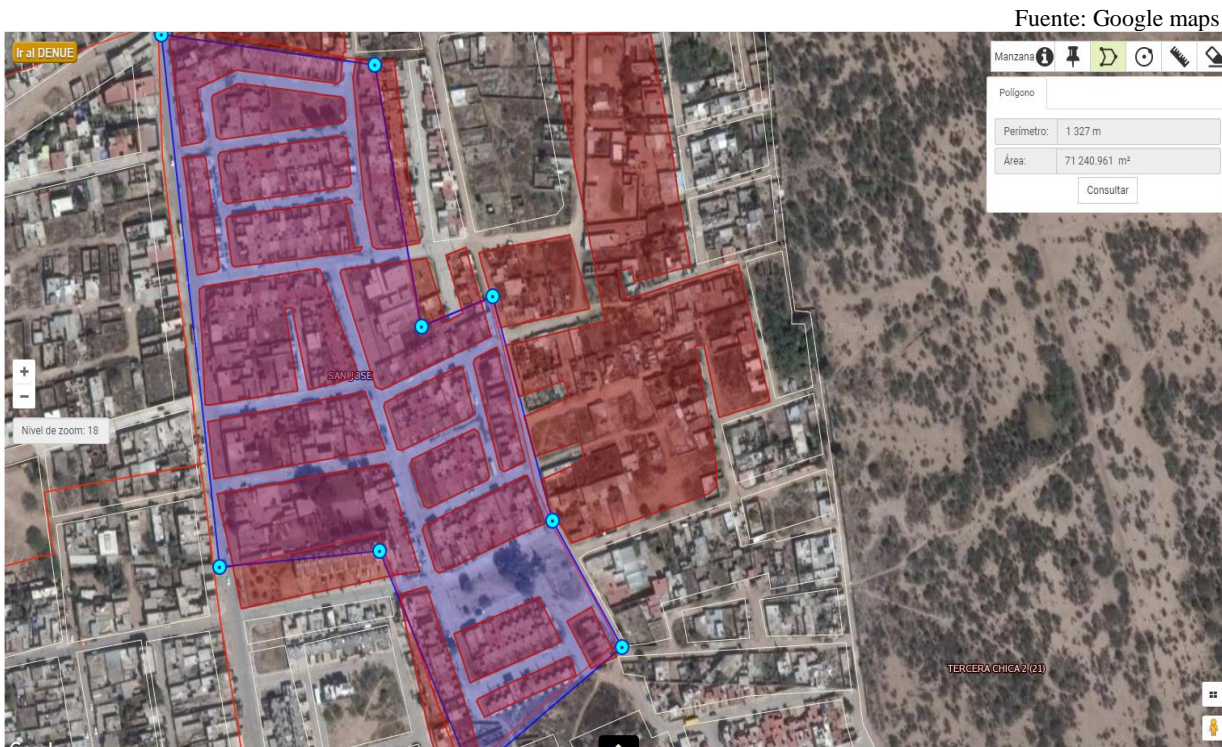 Fuente: Google maps
Ir al DENUE
Manzana
Polígono
Perímetro: 1 327 m
Área: 71 240.961 m²
Consultar
SAN JOSE
+
−
Nivel de zoom: 18
TERCERA CHICA 2 (21)